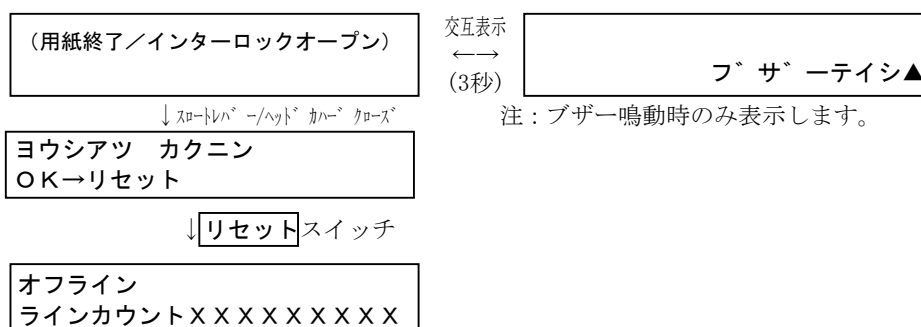 (用紙終了／インターロックオープン)
交互表示
←→
(3秒)
ブザーテイシ▲
↓スロートレバー/ヘッドカバークローズ
注：ブザー鳴動時のみ表示します。
ヨウシアツ　カクニン
ＯＫ→リセット
↓リセットスイッチ
オフライン
ラインカウントＸＸＸＸＸＸＸＸＸ